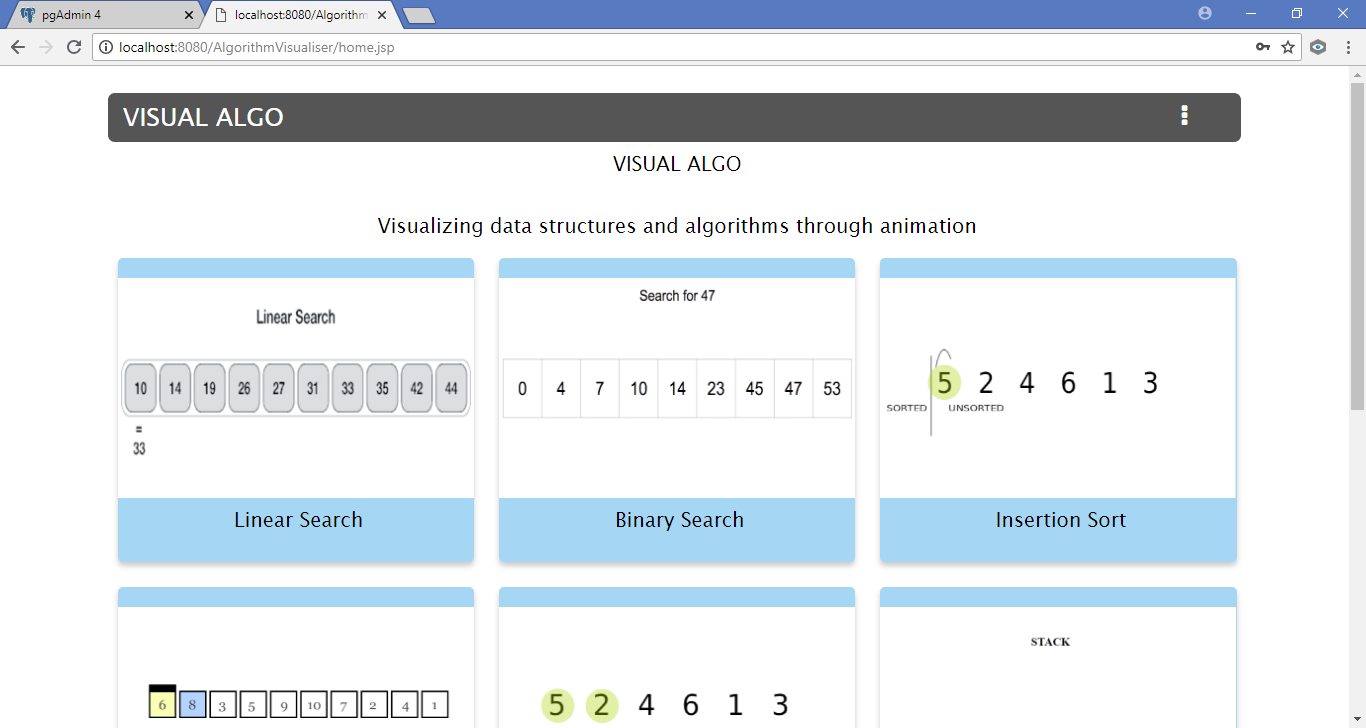 pgAdmin 4
localhost:8080/Algorithm
localhost:8080/AlgorithmVisualiser/home.jsp
VISUAL ALGO
VISUAL ALGO
Visualizing data structures and algorithms through animation
Linear Search
10 14 19 26 27 31 33 35 42 44
=
33
Linear Search
Search for 47
0 4 7 10 14 23 45 47 53
Binary Search
5 2 4 6 1 3
SORTED UNSORTED
Insertion Sort
6 8 3 5 9 10 7 2 4 1
5 2 4 6 1 3
STACK